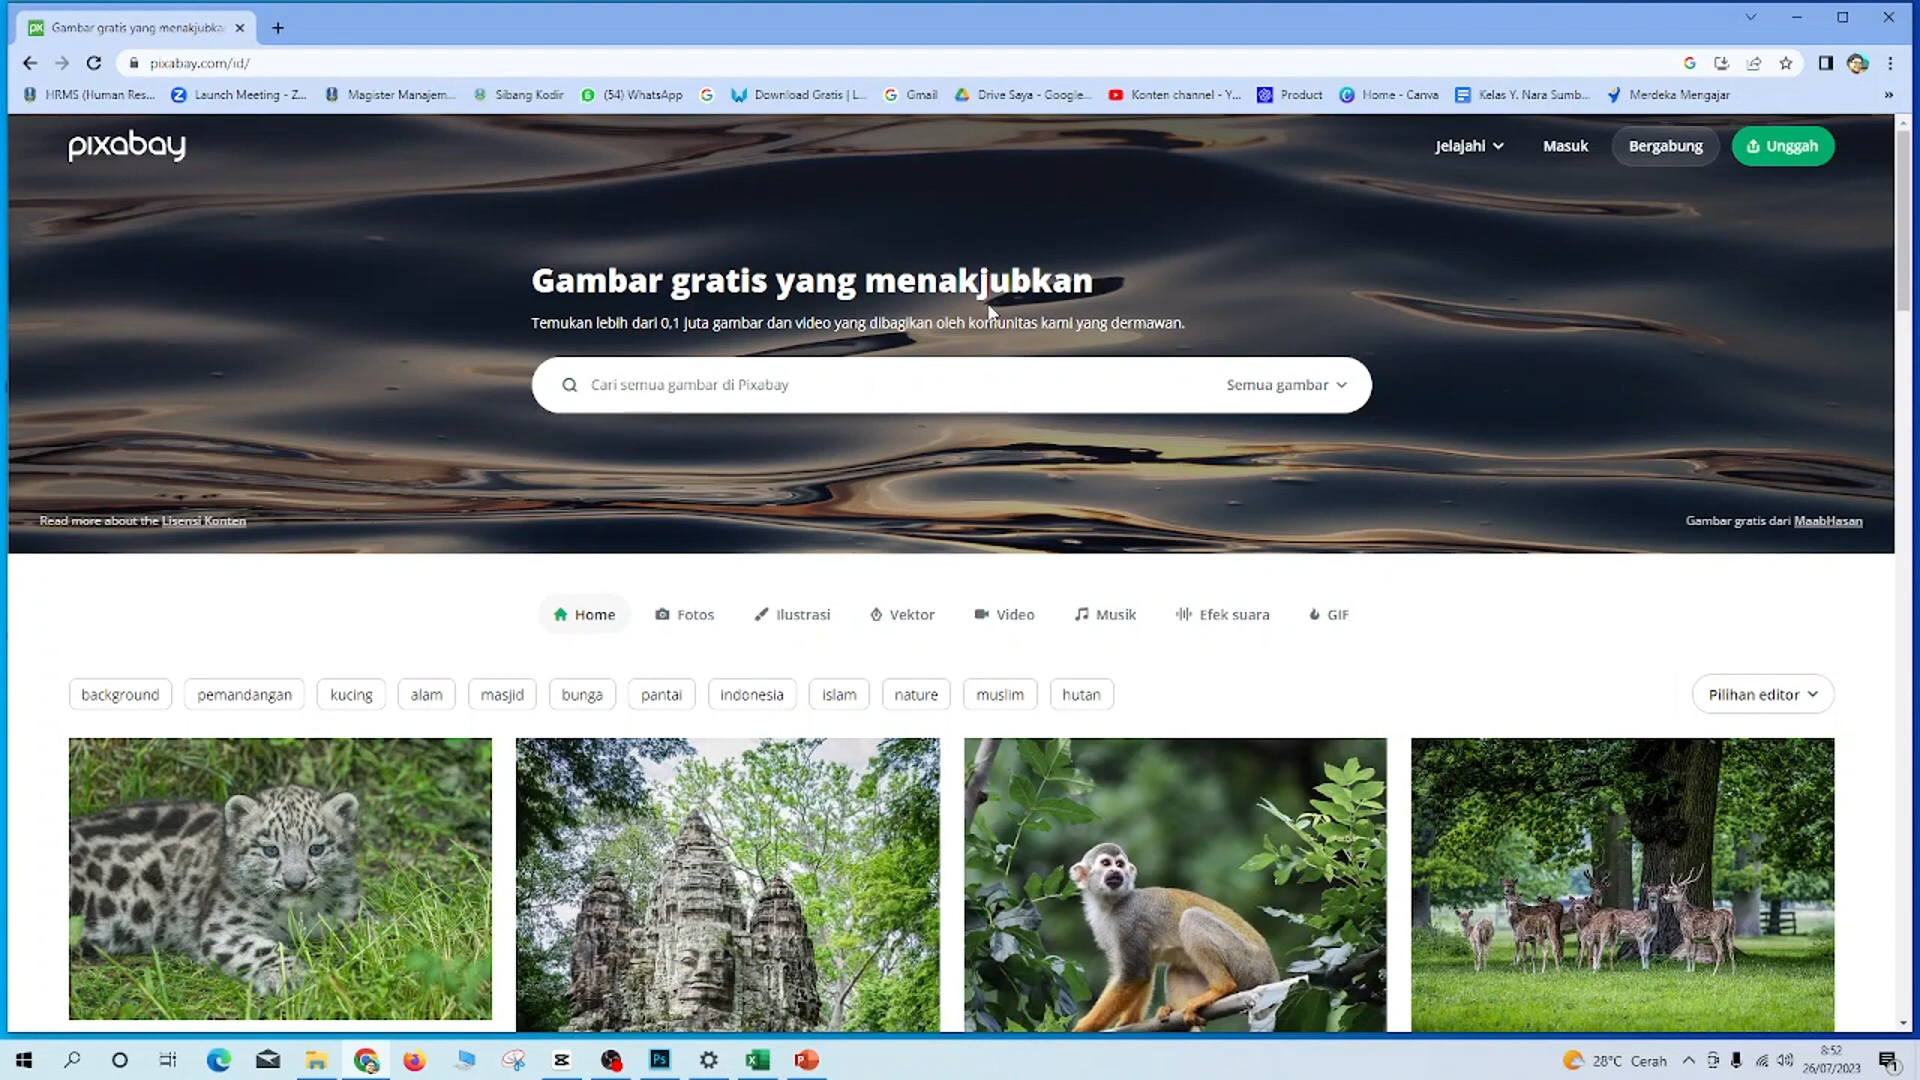 Gambar gratis yang menakjubka
pixabay.com/id/
HRMS (Human Res...
Launch Meeting - Z...
Magister Manajem...
Sibang Kodir
(54) WhatsApp
Download Gratis | L...
Gmail
Drive Saya - Google...
Konten channel - Y...
Product
Home - Canva
Kelas Y. Nara Sumb...
Merdeka Mengajar
pixabay
Jelajahi
Masuk
Bergabung
Unggah
Gambar gratis yang menakjubkan
Temukan lebih dari 0,1 juta gambar dan video yang dibagikan oleh komunitas kami yang dermawan.
Cari semua gambar di Pixabay
Semua gambar
Read more about the Lisensi Konten
Gambar gratis dari MaabHasan
Home
Fotos
Ilustrasi
Vektor
Video
Musik
Efek suara
GIF
background
pemandangan
kucing
alam
masjid
bunga
pantai
indonesia
islam
nature
muslim
hutan
Pilihan editor
Ps
28°C Cerah
8:52
26/07/2023